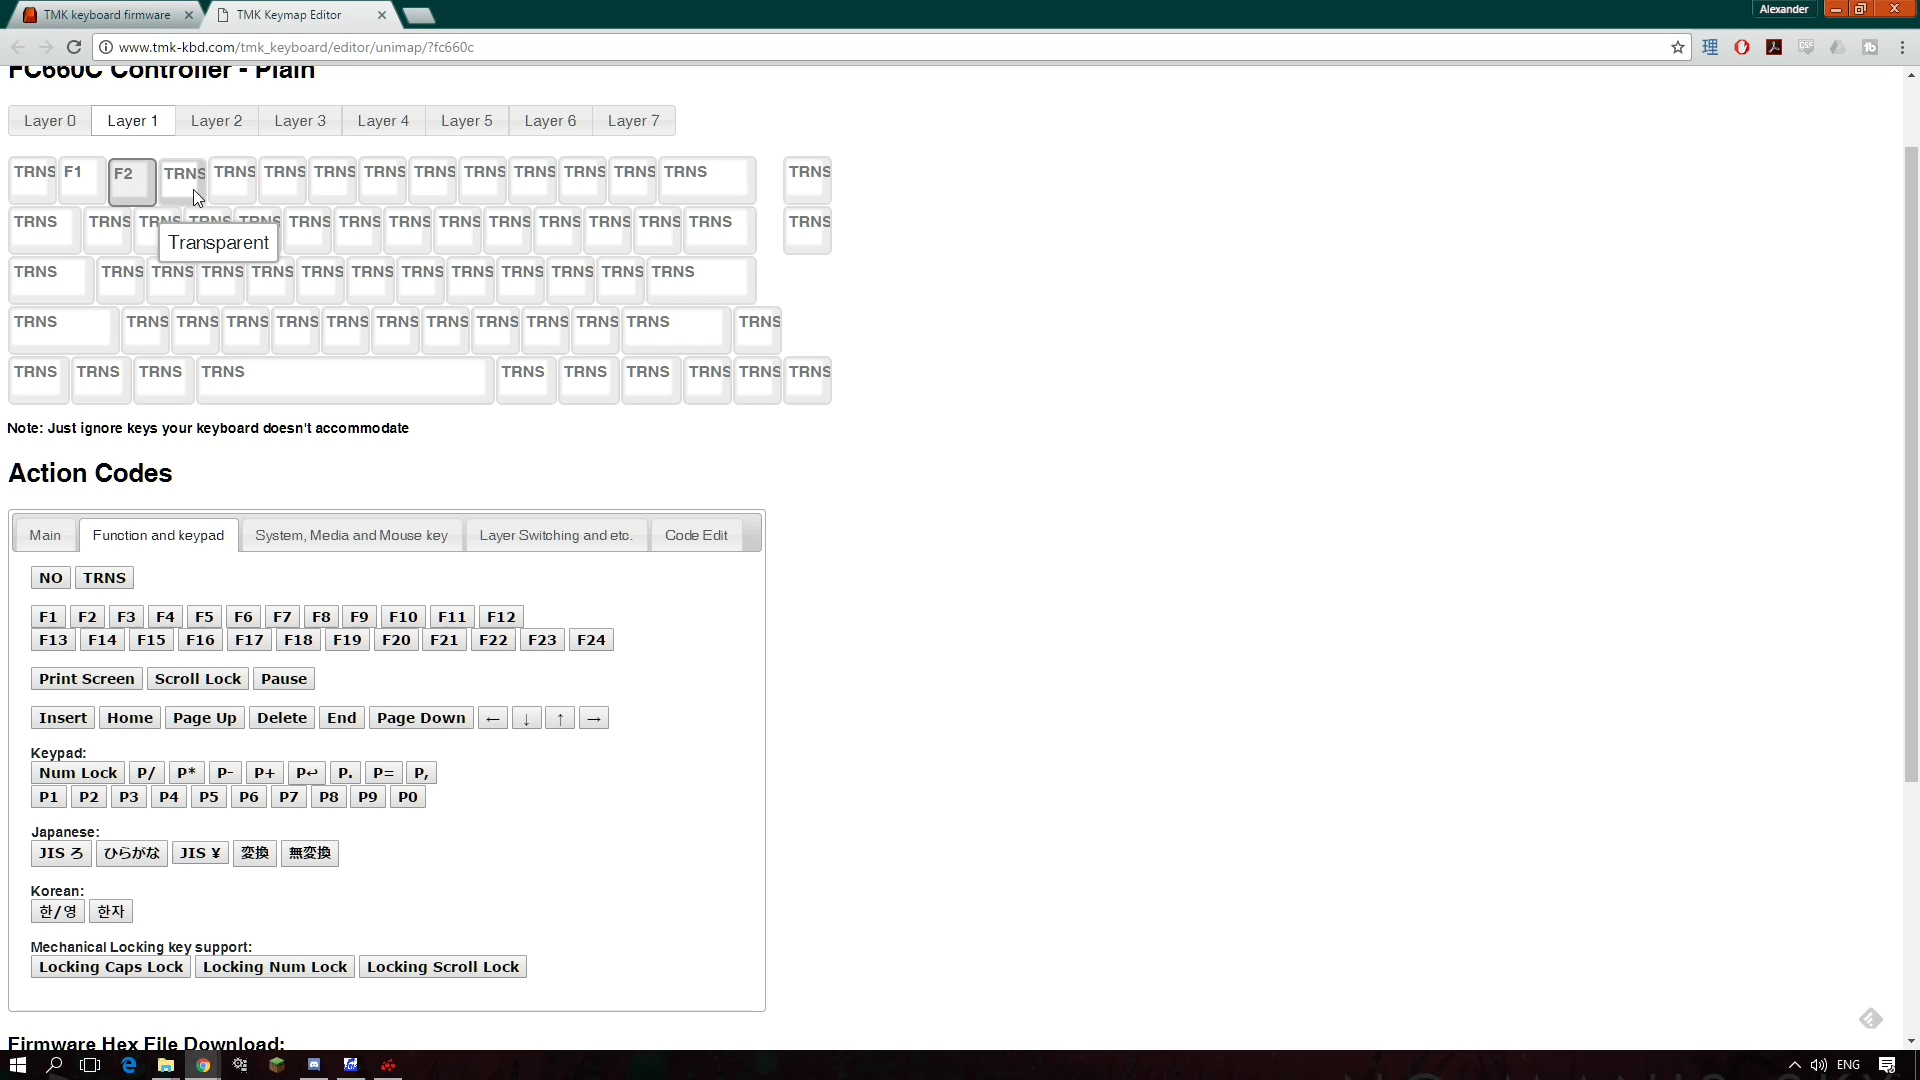 TMK keyboard firmware
TMK Keymap Editor
Alexander
www.tmk-kbd.com/tmk_keyboard/editor/unimap/?fc660c
FC660C Controller - Plain
Layer 0 Layer 1 Layer 2 Layer 3 Layer 4 Layer 5 Layer 6 Layer 7
TRNS F1 F2 TRNS TRNS TRNS TRNS TRNS TRNS TRNS TRNS TRNS TRNS TRNS TRNS
TRNS TRNS TRNS TRNS TRNS TRNS TRNS TRNS TRNS TRNS TRNS TRNS TRNS TRNS TRNS
Transparent
TRNS TRNS TRNS TRNS TRNS TRNS TRNS TRNS TRNS TRNS TRNS TRNS TRNS
TRNS TRNS TRNS TRNS TRNS TRNS TRNS TRNS TRNS TRNS TRNS TRNS TRNS
TRNS TRNS TRNS TRNS TRNS TRNS TRNS TRNS TRNS TRNS
Note: Just ignore keys your keyboard doesn't accommodate
Action Codes
Main Function and keypad System, Media and Mouse key Layer Switching and etc. Code Edit
NO TRNS
F1 F2 F3 F4 F5 F6 F7 F8 F9 F10 F11 F12
F13 F14 F15 F16 F17 F18 F19 F20 F21 F22 F23 F24
Print Screen Scroll Lock Pause
Insert Home Page Up Delete End Page Down ← ↓ ↑ →
Keypad:
Num Lock P/ P* P- P+ P↩ P. P= P,
P1 P2 P3 P4 P5 P6 P7 P8 P9 P0
Japanese:
JIS ろ ひらがな JIS ¥ 変換 無変換
Korean:
한/영 한자
Mechanical Locking key support:
Locking Caps Lock Locking Num Lock Locking Scroll Lock
Firmware Hex File Download:
ENG